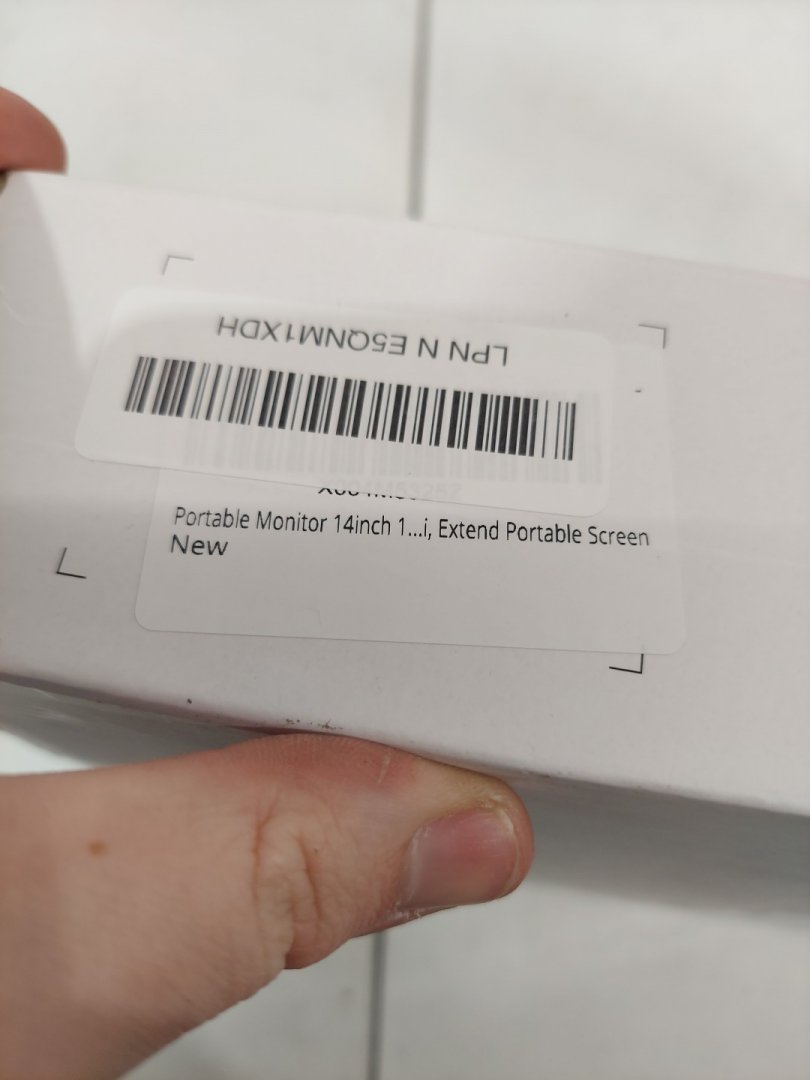 LPN N E5QNM1XDH
Portable Monitor 14inch 1...i, Extend Portable Screen
New